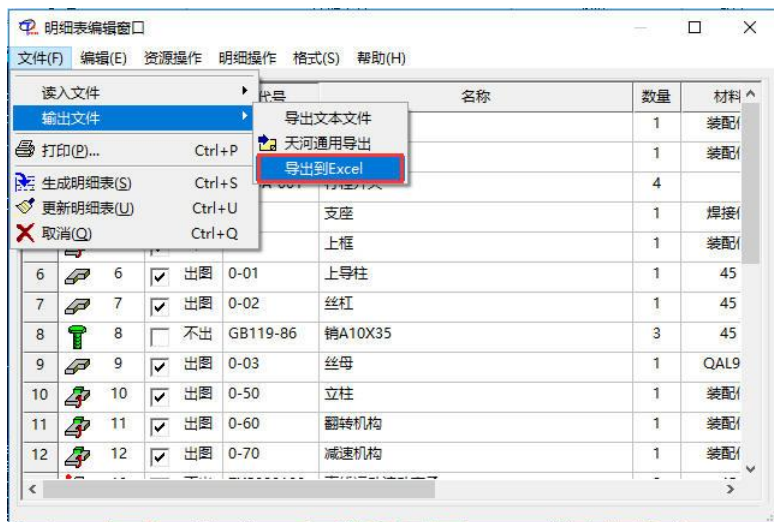 明细表编辑窗口
文件(F) 编辑(E) 资源操作 明细操作 格式(S) 帮助(H)
代号 名称 数量 材料
读入文件
输出文件
打印(P)... Ctrl+P
生成明细表(S) Ctrl+S
更新明细表(U) Ctrl+U
取消(Q) Ctrl+Q
导出文本文件
天河通用导出
导出到Excel
1 装配
1 装配
行程开关 4
支座 1 焊接
上框 1 装配
6 6 出图 0-01 上导柱 1 45
7 7 出图 0-02 丝杠 1 45
8 8 不出 GB119-86 销A10X35 3 45
9 9 出图 0-03 丝母 1 QAL9
10 10 出图 0-50 立柱 1 装配
11 11 出图 0-60 翻转机构 1 装配
12 12 出图 0-70 减速机构 1 装配